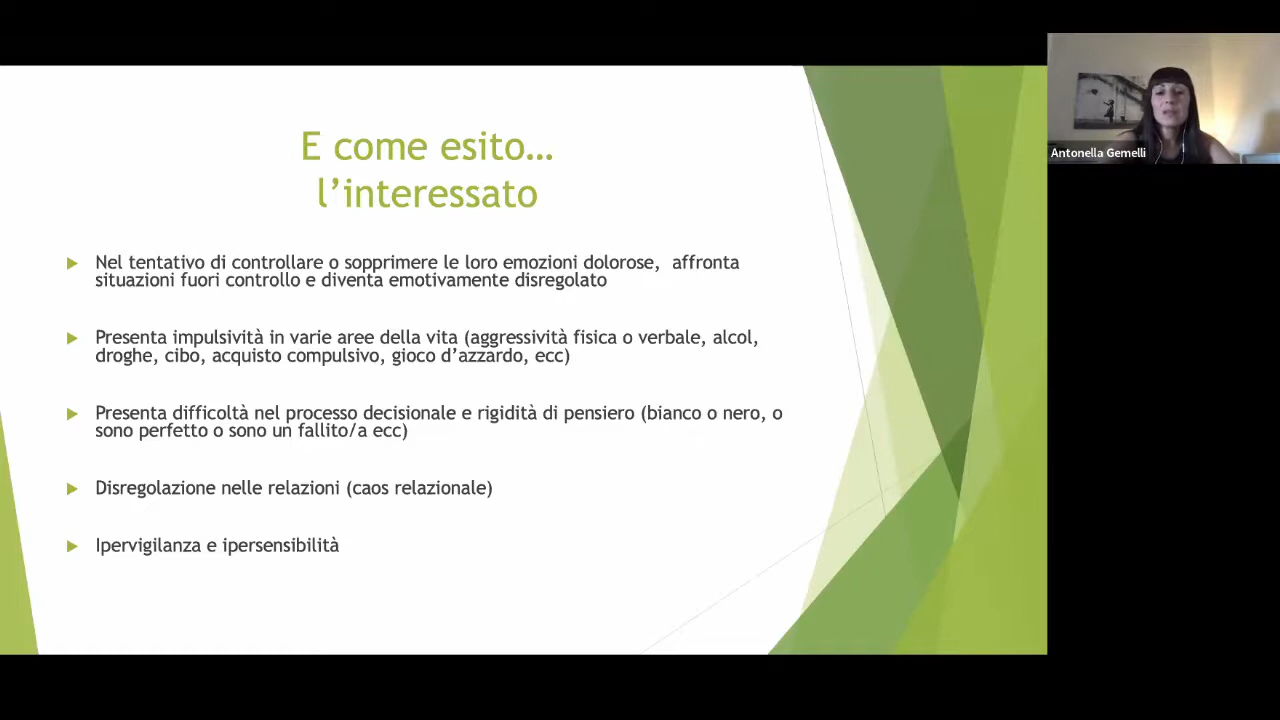 E come esito…
l’interessato
Nel tentativo di controllare o sopprimere le loro emozioni dolorose, affronta
situazioni fuori controllo e diventa emotivamente disregolato
Presenta impulsività in varie aree della vita (aggressività fisica o verbale, alcol,
droghe, cibo, acquisto compulsivo, gioco d’azzardo, ecc)
Presenta difficoltà nel processo decisionale e rigidità di pensiero (bianco o nero, o
sono perfetto o sono un fallito/a ecc)
Disregolazione nelle relazioni (caos relazionale)
Ipervigilanza e ipersensibilità
Antonella Gemelli